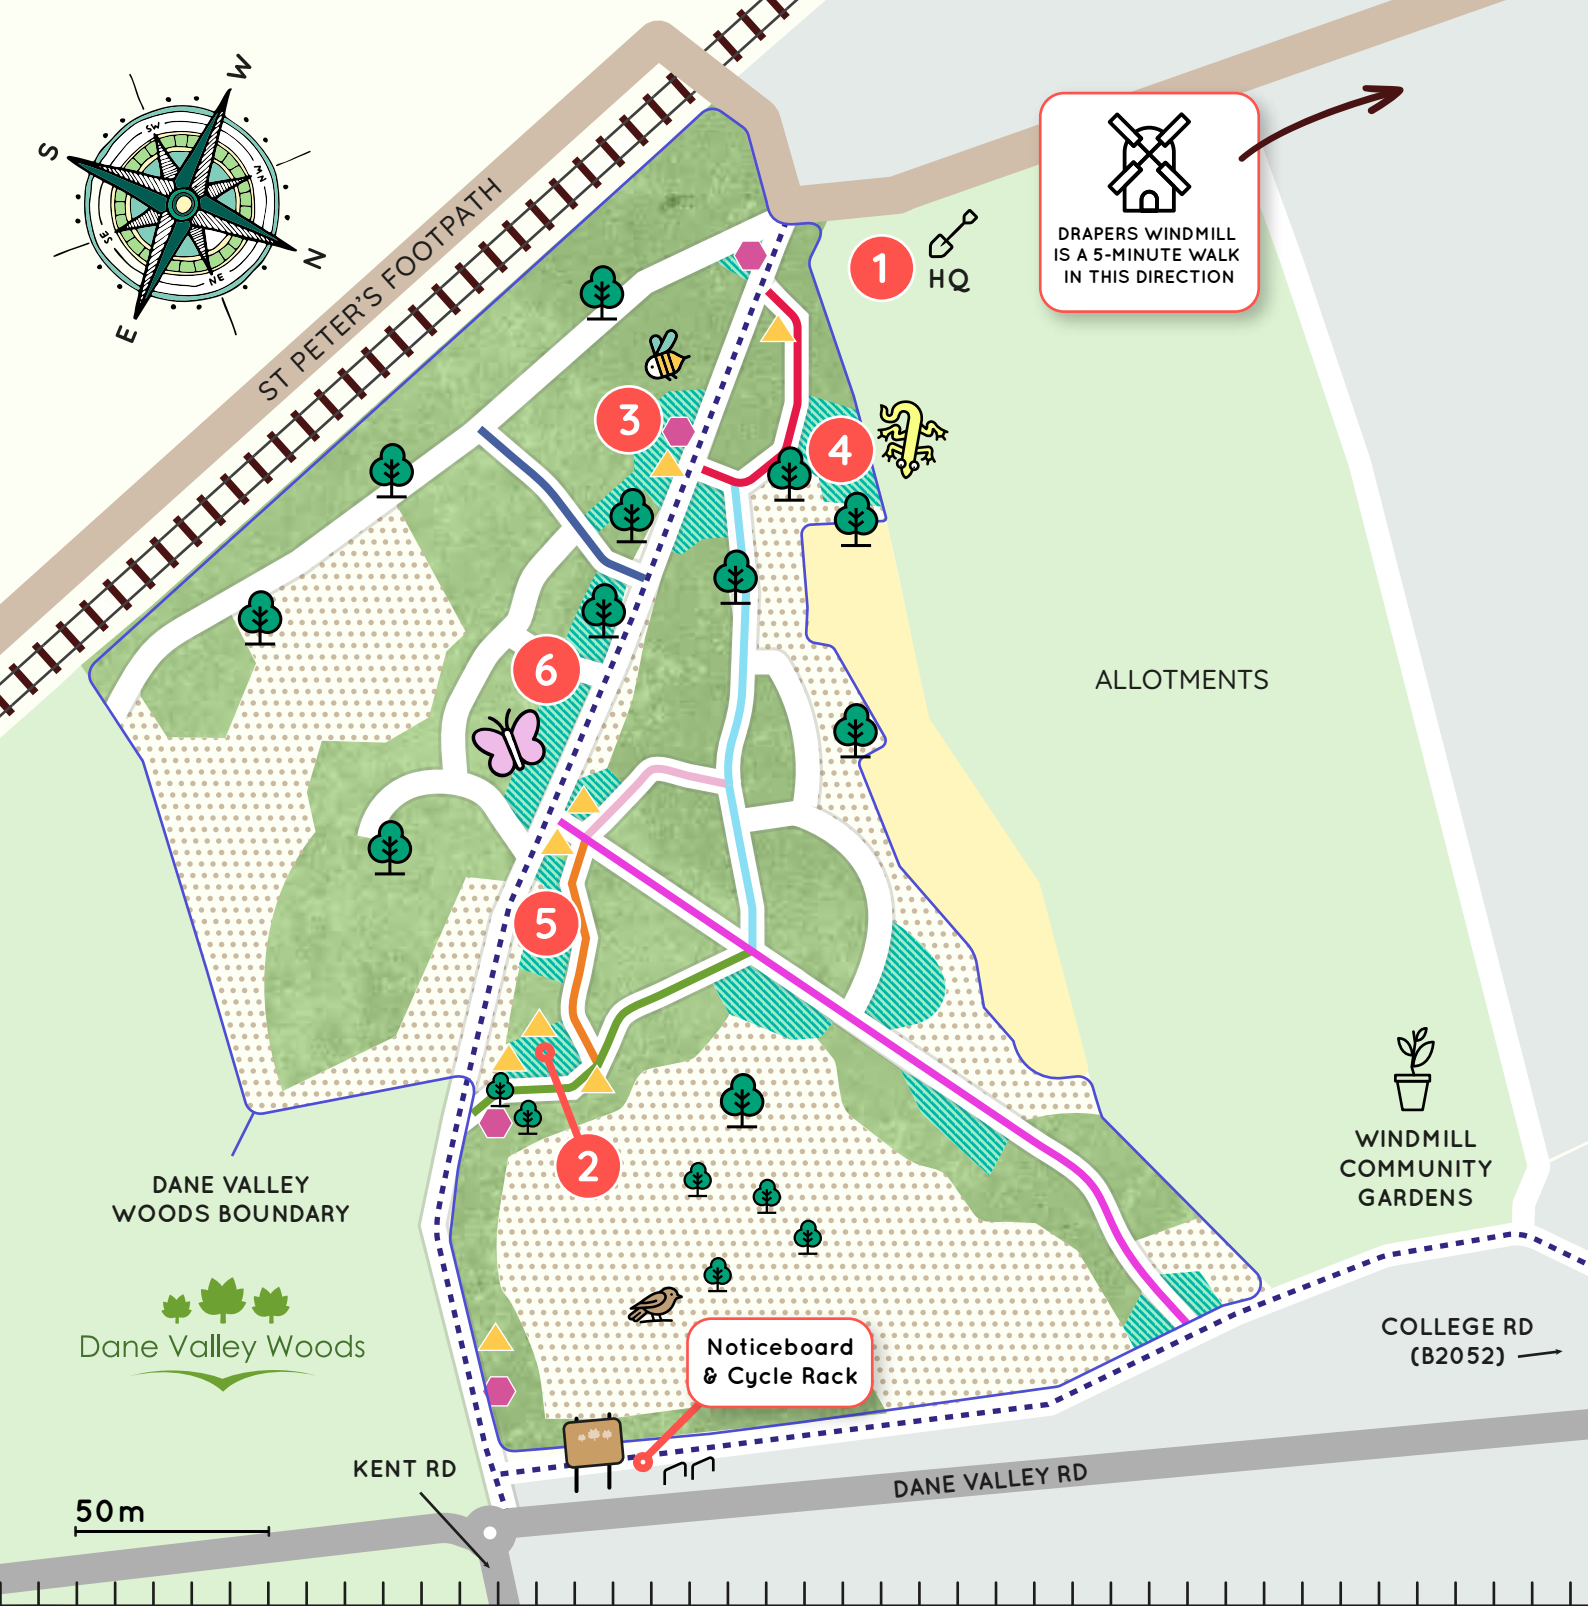 W
S
N
E
SW
NW
SE
NE
ST PETER'S FOOTPATH
DRAPERS WINDMILL
IS A 5-MINUTE WALK
IN THIS DIRECTION
1
HQ
3
4
6
ALLOTMENTS
5
2
DANE VALLEY
WOODS BOUNDARY
WINDMILL
COMMUNITY
GARDENS
Dane Valley Woods
Noticeboard
& Cycle Rack
COLLEGE RD
(B2052)
KENT RD
DANE VALLEY RD
50m